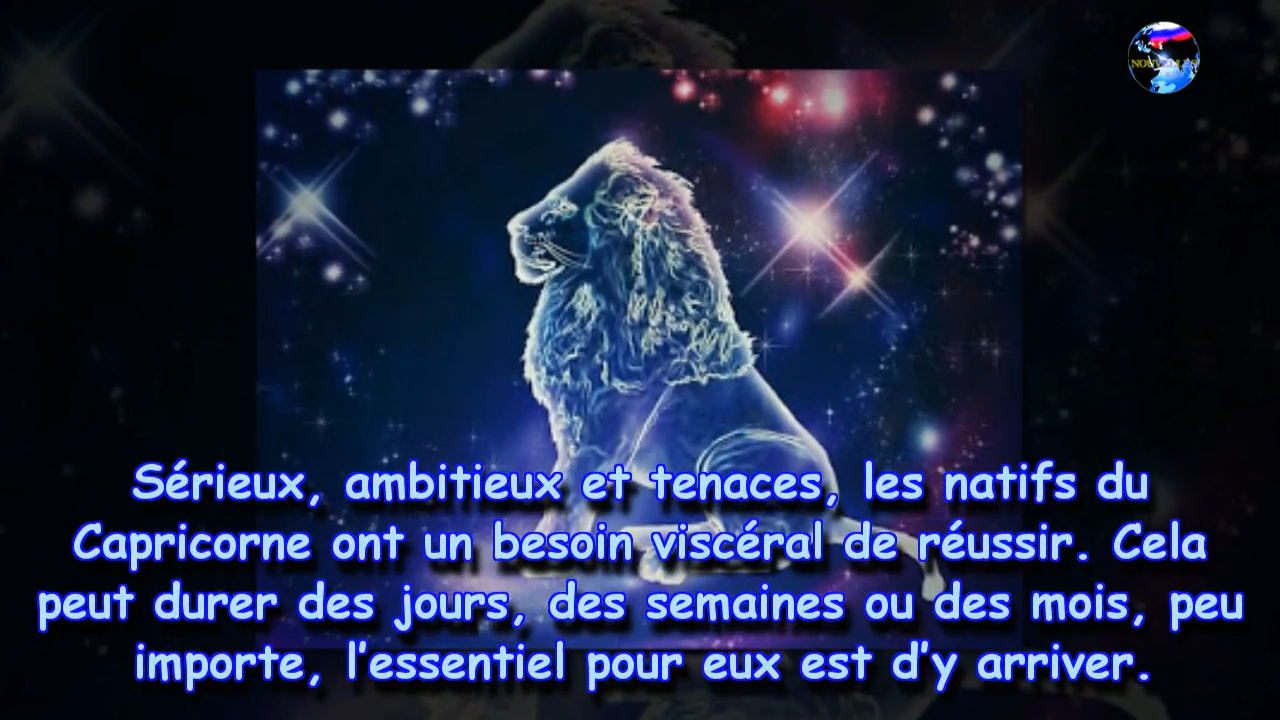 NOUVELLES
Sérieux, ambitieux et tenaces, les natifs du
Capricorne ont un besoin viscéral de réussir. Cela
peut durer des jours, des semaines ou des mois, peu
importe, l’essentiel pour eux est d’y arriver.